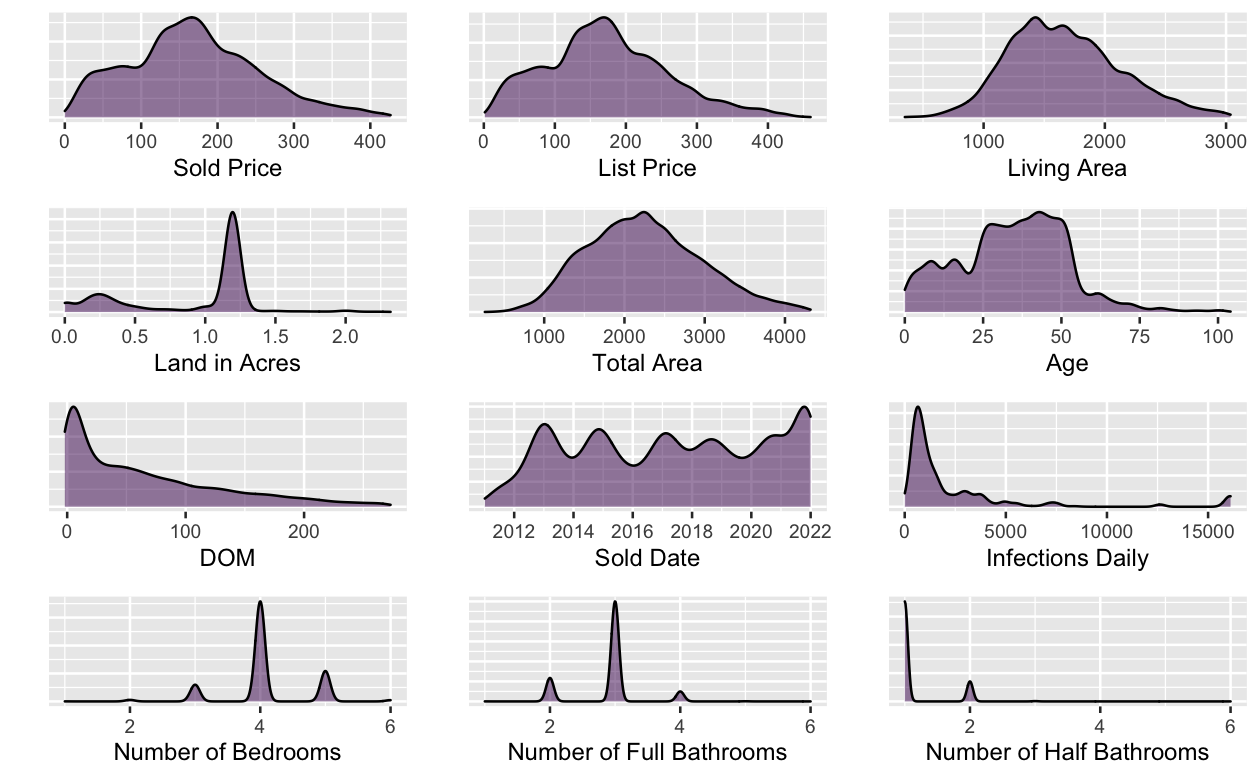 0 100 200 300 400
Sold Price
0 100 200 300 400
List Price
1000 2000 3000
Living Area
0.0 0.5 1.0 1.5 2.0
Land in Acres
1000 2000 3000 4000
Total Area
0 25 50 75 100
Age
0 100 200
DOM
2012 2014 2016 2018 2020 2022
Sold Date
0 5000 10000 15000
Infections Daily
2 4 6
Number of Bedrooms
2 4 6
Number of Full Bathrooms
2 4 6
Number of Half Bathrooms